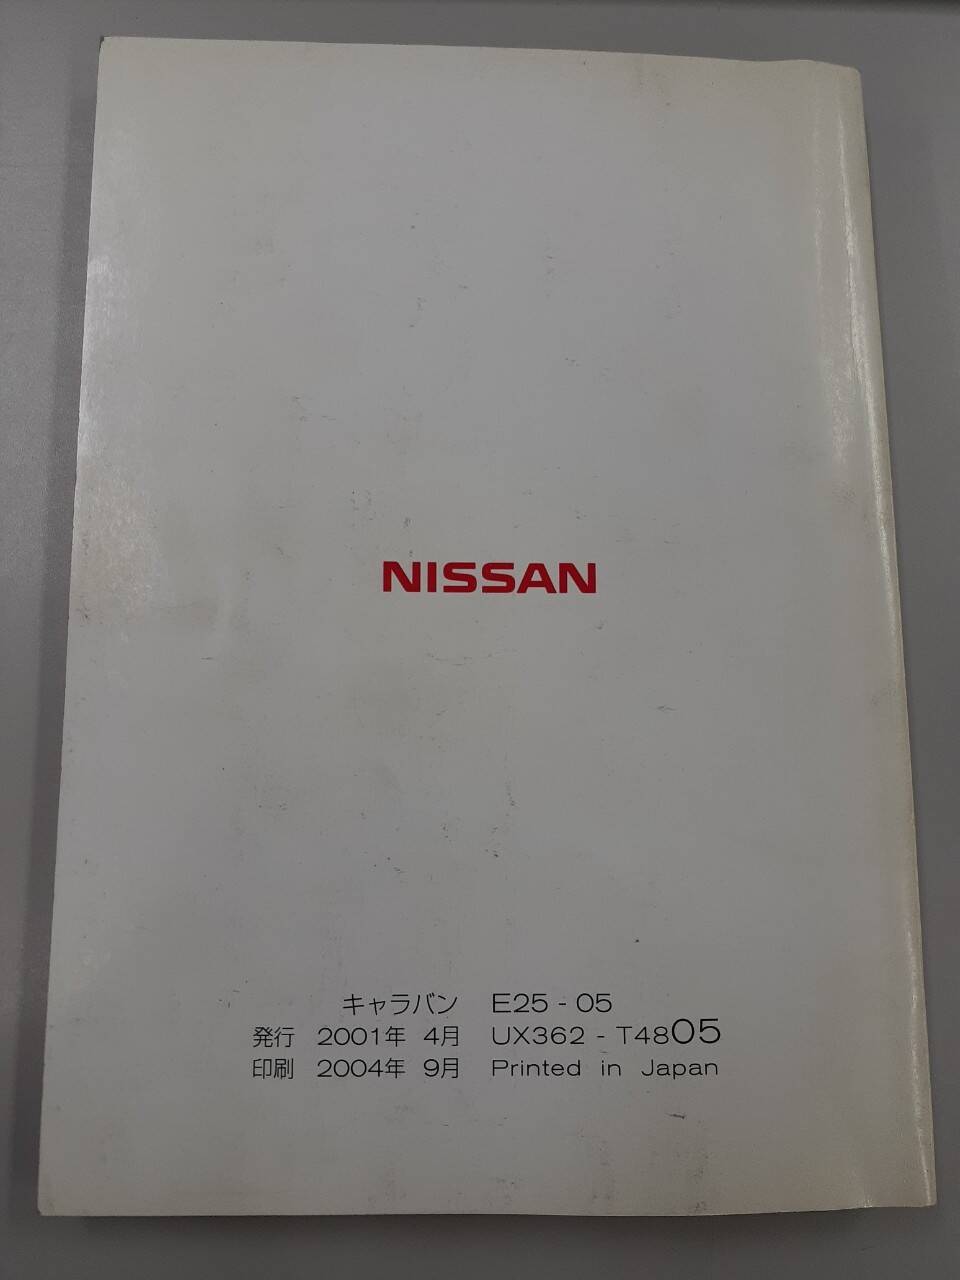 NISSAN
キャラバン E25 - 05
発行 2001年 4月 UX362 - T4805
印刷 2004年 9月 Printed in Japan